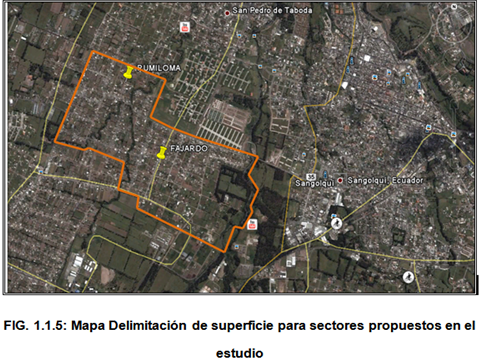 San Pedro de Taboda
RUMILOMA
FAJARDO
35
Sangolquí
Sangolquí, Ecuador
FIG. 1.1.5: Mapa Delimitación de superficie para sectores propuestos en el
estudio